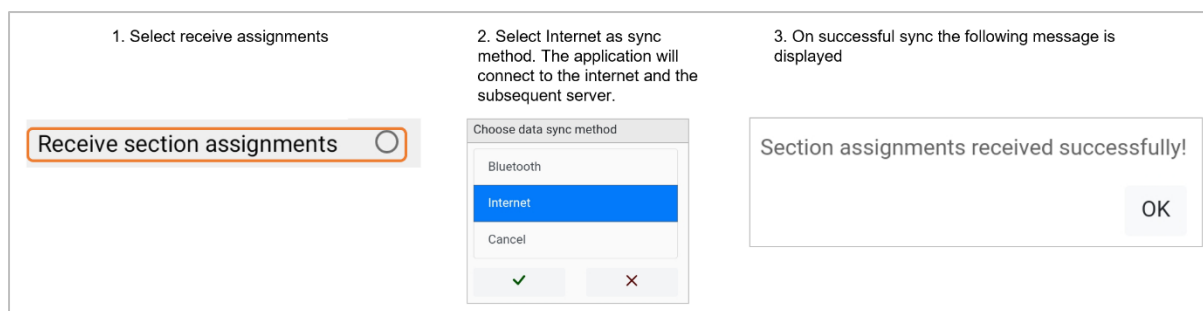 1. Select receive assignments
Receive section assignments
2. Select Internet as sync
method. The application will
connect to the internet and the
subsequent server.
Choose data sync method
Bluetooth
Internet
Cancel
3. On successful sync the following message is
displayed
Section assignments received successfully!
OK